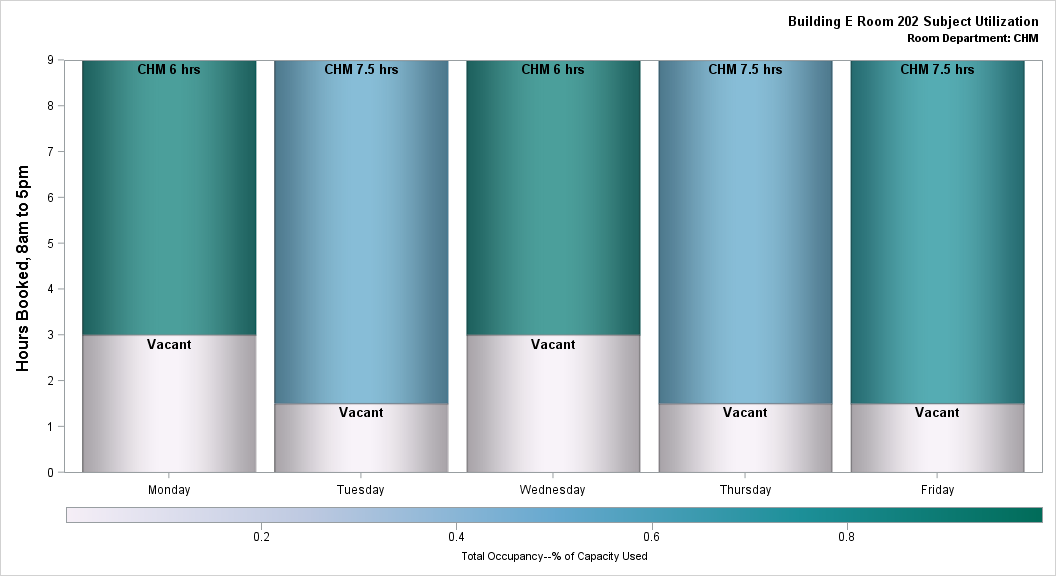 Building E Room 202 Subject Utilization
Room Department: CHM
Hours Booked, 8am to 5pm
9
8
7
6
5
4
3
2
1
0
CHM 6 hrs
CHM 7.5 hrs
CHM 6 hrs
CHM 7.5 hrs
CHM 7.5 hrs
Vacant
Vacant
Vacant
Vacant
Vacant
Monday
Tuesday
Wednesday
Thursday
Friday
0.2
0.4
0.6
0.8
Total Occupancy--% of Capacity Used